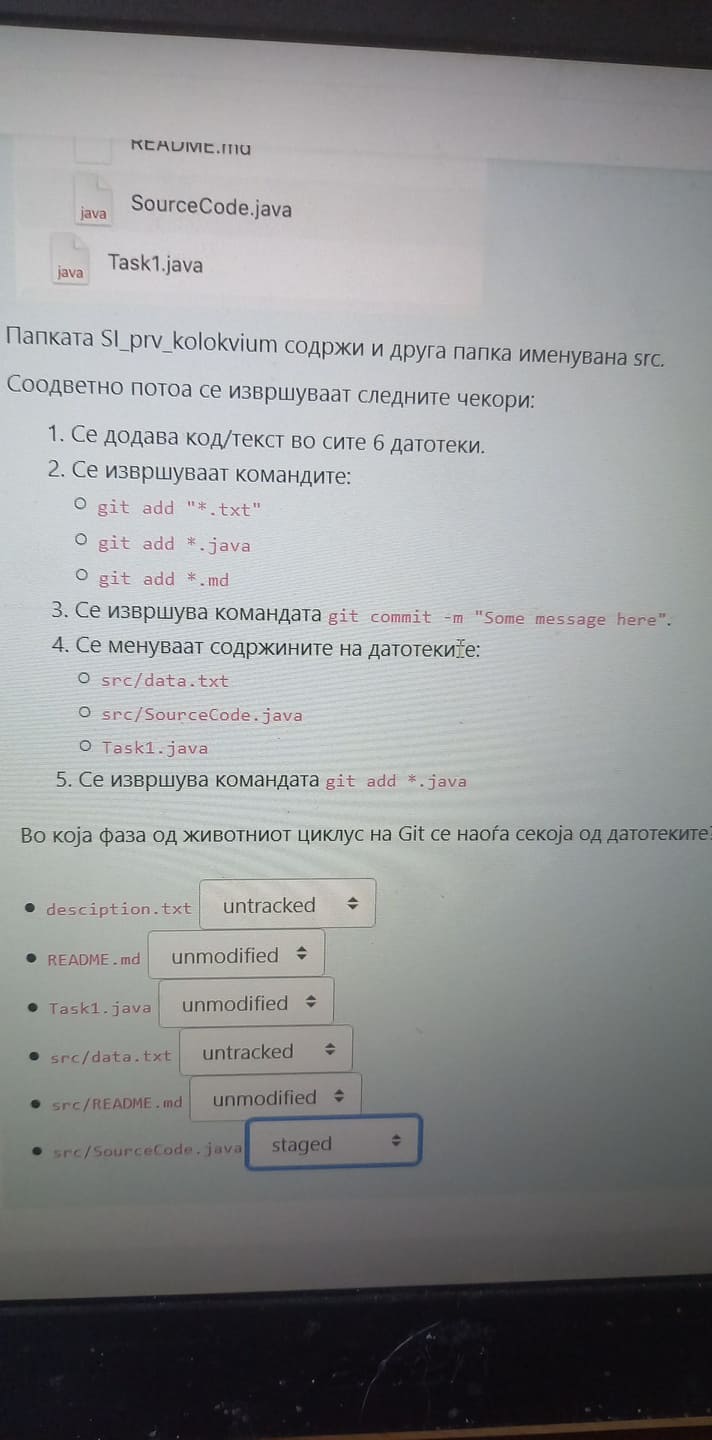 README.md
java SourceCode.java
java Task1.java
Папката SI_prv_kolokvium содржи и друга папка именувана src.
Соодветно потоа се извршуваат следните чекори:
1. Се додава код/текст во сите 6 датотеки.
2. Се извршуваат командите:
git add "*.txt"
git add *.java
git add *.md
3. Се извршува командата git commit -m "Some message here".
4. Се менуваат содржините на датотеките:
src/data.txt
src/SourceCode.java
Task1.java
5. Се извршува командата git add *.java
Во која фаза од животниот циклус на Git се наоѓа секоја од датотеките?
desciption.txt untracked
README.md unmodified
Task1.java unmodified
src/data.txt untracked
src/README.md unmodified
src/SourceCode.java staged